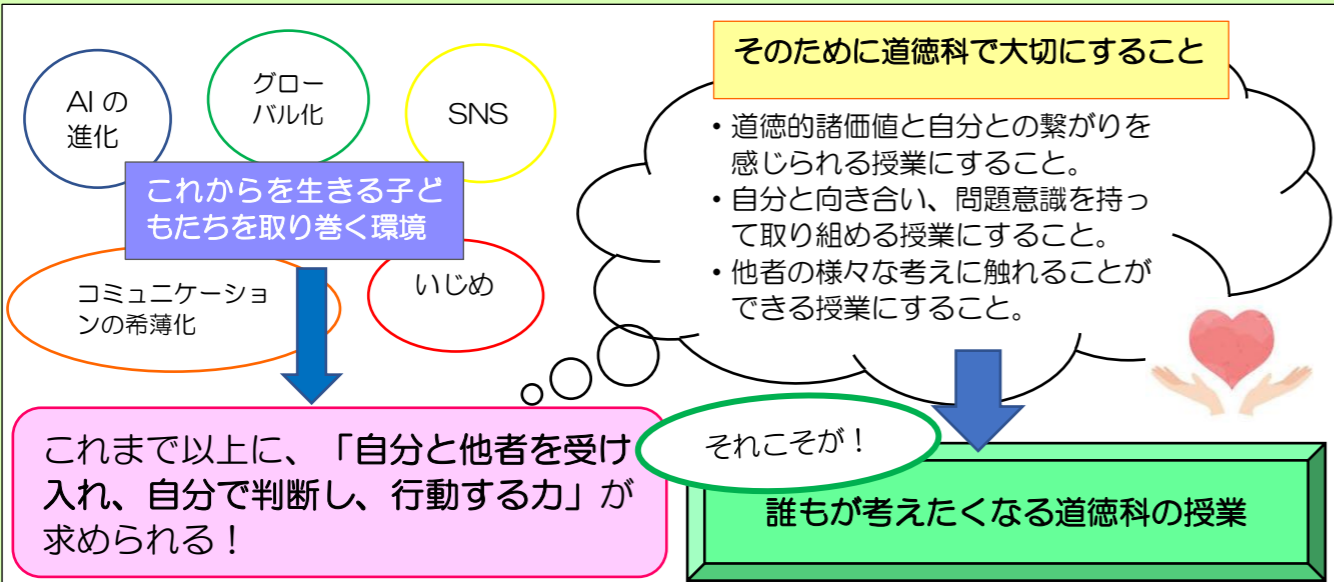 AI の
進化
グロー
バル化
SNS
これからを生きる子ど
もたちを取り巻く環境
コミュニケーショ
ンの希薄化
いじめ
これまで以上に、「自分と他者を受け
入れ、自分で判断し、行動する力」が
求められる！
そのために道徳科で大切にすること
・道徳的諸価値と自分との繋がりを
感じられる授業にすること。
・自分と向き合い、問題意識を持っ
て取り組める授業にすること。
・他者の様々な考えに触れることが
できる授業にすること。
それこそが！
誰もが考えたくなる道徳科の授業